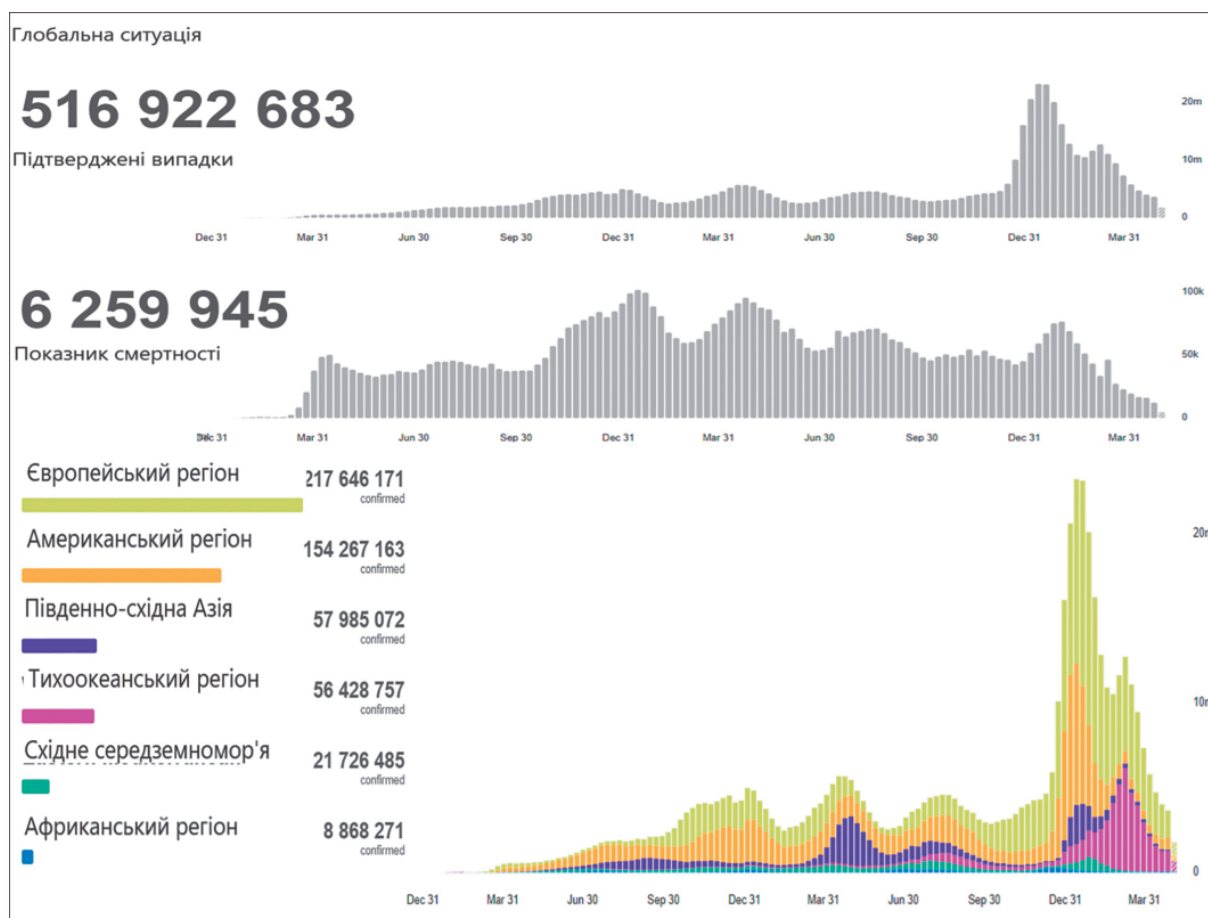 Глобальна ситуація
516 922 683
Підтверджені випадки
20m
10m
0
Dec 31 Mar 31 Jun 30 Sep 30 Dec 31 Mar 31 Jun 30 Sep 30 Dec 31 Mar 31
6 259 945
Показник смертності
100k
50k
0
Dec 31 Mar 31 Jun 30 Sep 30 Dec 31 Mar 31 Jun 30 Sep 30 Dec 31 Mar 31
Європейський регіон 217 646 171
confirmed
Американський регіон 154 267 163
confirmed
Південно-східна Азія 57 985 072
confirmed
Тихоокеанський регіон 56 428 757
confirmed
Східне середземномор'я 21 726 485
confirmed
Африканський регіон 8 868 271
confirmed
20m
10m
0
Dec 31 Mar 31 Jun 30 Sep 30 Dec 31 Mar 31 Jun 30 Sep 30 Dec 31 Mar 31